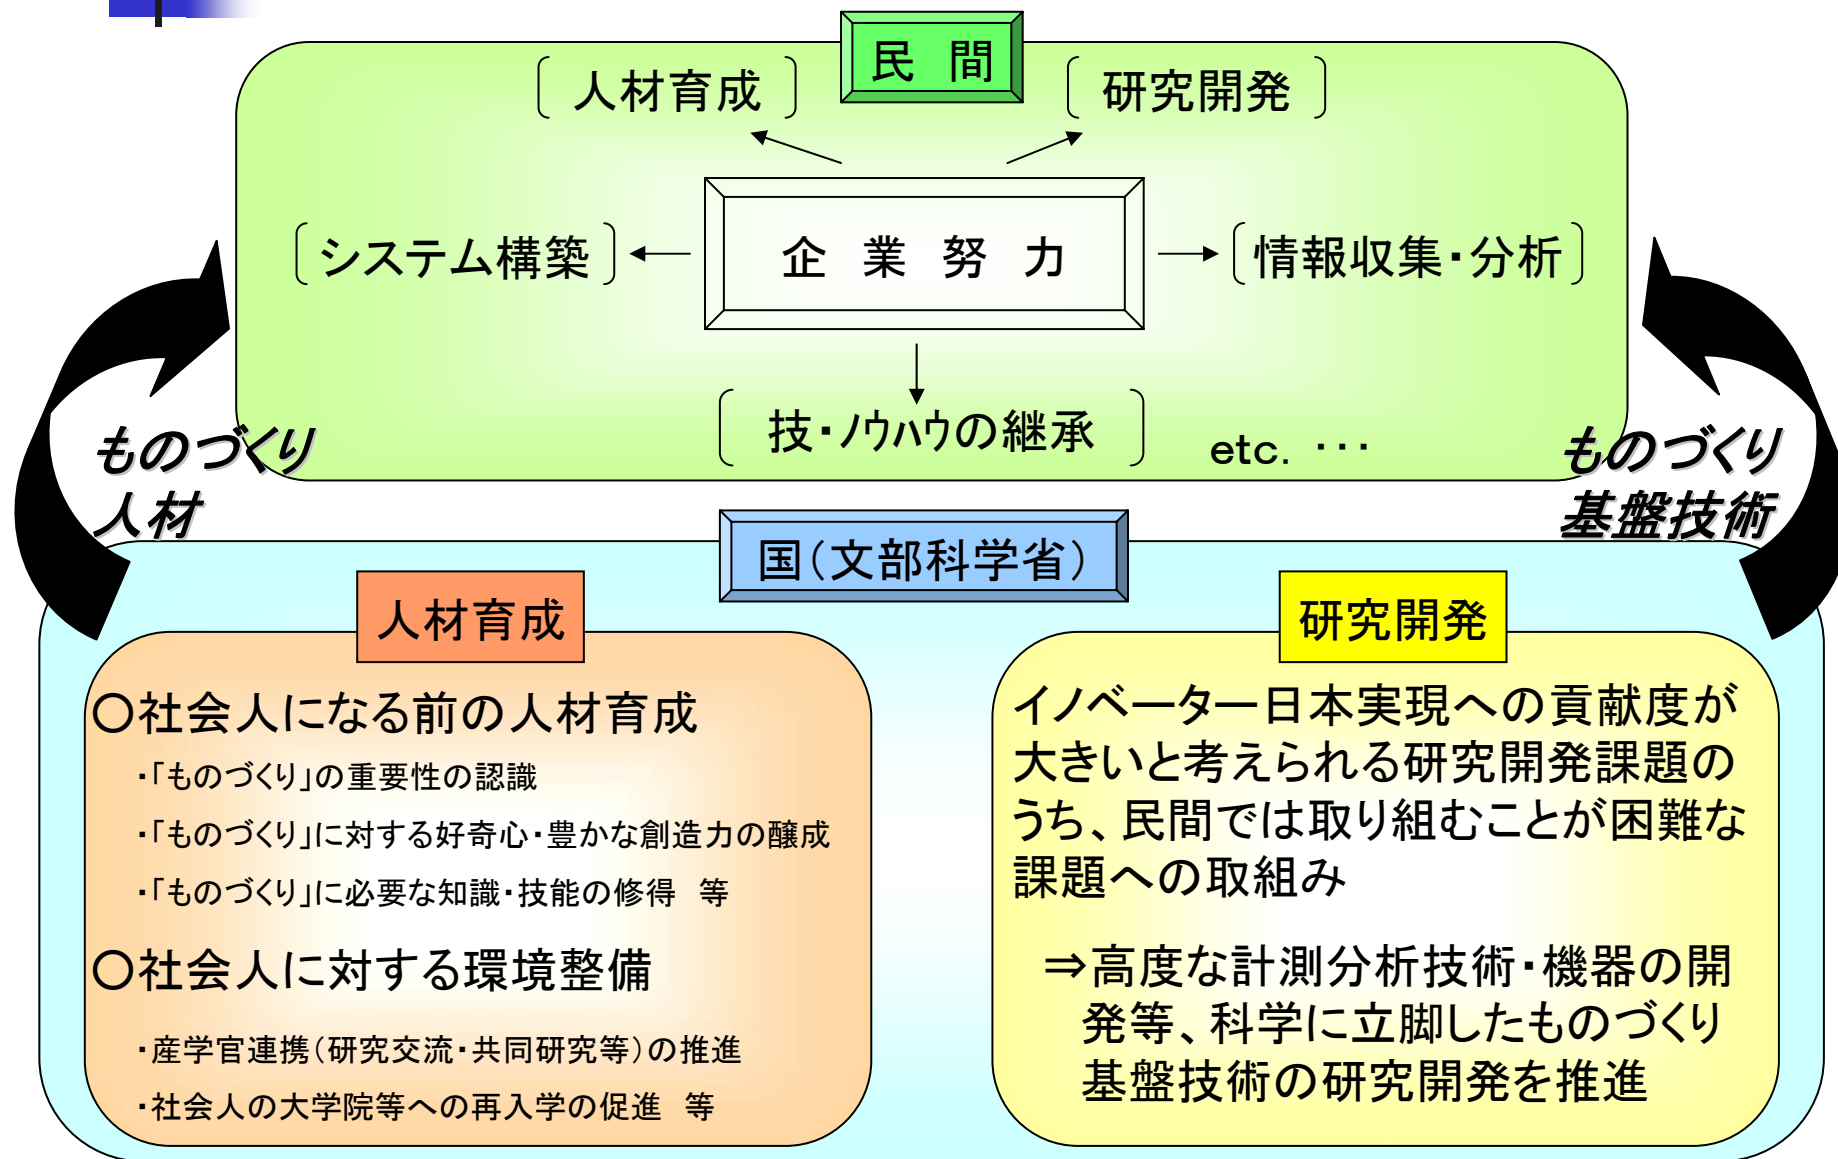 民　間
〔 人材育成 〕
〔 研究開発 〕
〔 システム構築 〕
企　業　努　力
〔 情報収集・分析 〕
〔 技・ノウハウの継承 〕
etc. ・・・
ものづくり
人材
ものづくり
基盤技術
国（文部科学省）
人材育成
〇社会人になる前の人材育成
・「ものづくり」の重要性の認識
・「ものづくり」に対する好奇心・豊かな創造力の醸成
・「ものづくり」に必要な知識・技能の修得　等
〇社会人に対する環境整備
・産学官連携（研究交流・共同研究等）の推進
・社会人の大学院等への再入学の促進　等
研究開発
イノベーター日本実現への貢献度が
大きいと考えられる研究開発課題の
うち、民間では取り組むことが困難な
課題への取組み
⇒高度な計測分析技術・機器の開
発等、科学に立脚したものづくり
基盤技術の研究開発を推進